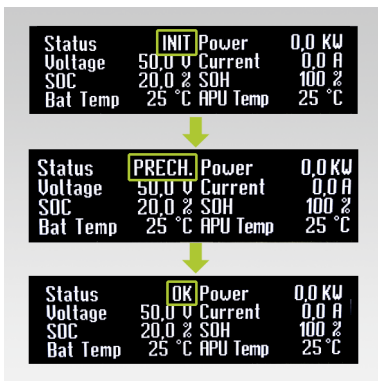 Status INIT Power 0,0 KW
Voltage 50,0 V Current 0,0 A
SOC 20,0 % SOH 100 %
Bat Temp 25 °C APU Temp 25 °C
Status PRECH. Power 0,0 KW
Voltage 50,0 V Current 0,0 A
SOC 20,0 % SOH 100 %
Bat Temp 25 °C APU Temp 25 °C
Status OK Power 0,0 KW
Voltage 50,0 V Current 0,0 A
SOC 20,0 % SOH 100 %
Bat Temp 25 °C APU Temp 25 °C